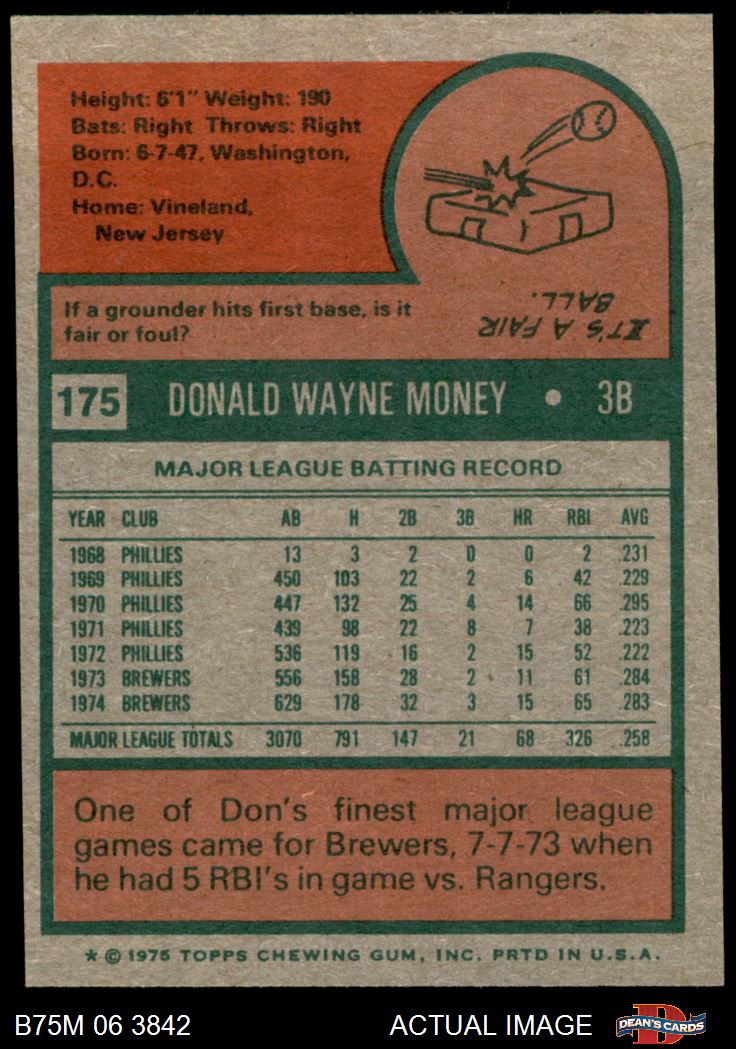 Height: 6'1" Weight: 190
Bats: Right Throws: Right
Born: 6-7-47, Washington,
D.C.
Home: Vineland,
New Jersey
If a grounder hits first base, is it
fair or foul?
IT'S A FAIR
BALL.
175 DONALD WAYNE MONEY • 3B
MAJOR LEAGUE BATTING RECORD
YEAR CLUB AB H 2B 3B HR RBI AVG
1968 PHILLIES 13 3 2 0 0 2 .231
1969 PHILLIES 450 103 22 2 6 42 .229
1970 PHILLIES 447 132 25 4 14 66 .295
1971 PHILLIES 439 98 22 8 7 38 .223
1972 PHILLIES 536 119 16 2 15 52 .222
1973 BREWERS 556 158 28 2 11 61 .284
1974 BREWERS 629 178 32 3 15 65 .283
MAJOR LEAGUE TOTALS 3070 791 147 21 68 326 .258
One of Don's finest major league
games came for Brewers, 7-7-73 when
he had 5 RBI's in game vs. Rangers.
* © 1975 TOPPS CHEWING GUM, INC. PRTD IN U.S.A.
B75M 06 3842 ACTUAL IMAGE D DEAN'S CARDS